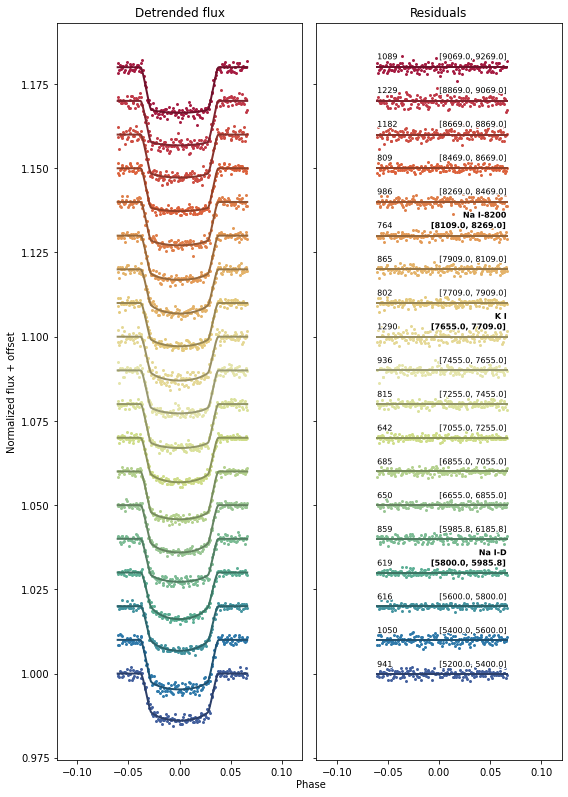 Detrended flux
Residuals
Normalized flux + offset
1.175
1.150
1.125
1.100
1.075
1.050
1.025
1.000
0.975
−0.10
−0.05
0.00
0.05
0.10
1089 [9069.0, 9269.0]
1229 [8869.0, 9069.0]
1182 [8669.0, 8869.0]
809 [8469.0, 8669.0]
986 [8269.0, 8469.0]
Na I-8200
764 [8109.0, 8269.0]
865 [7909.0, 8109.0]
802 [7709.0, 7909.0]
K I
1290 [7655.0, 7709.0]
936 [7455.0, 7655.0]
815 [7255.0, 7455.0]
642 [7055.0, 7255.0]
685 [6855.0, 7055.0]
650 [6655.0, 6855.0]
859 [5985.8, 6185.8]
Na I-D
619 [5800.0, 5985.8]
616 [5600.0, 5800.0]
1050 [5400.0, 5600.0]
941 [5200.0, 5400.0]
−0.10
−0.05
0.00
0.05
0.10
Phase